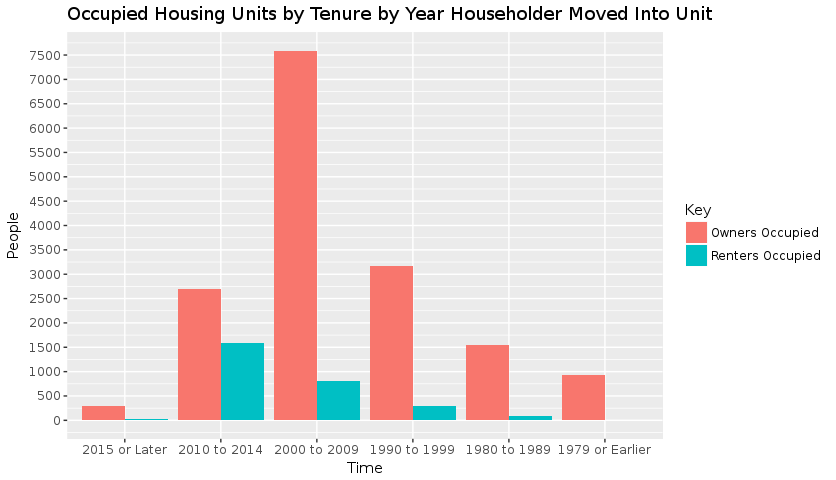 Occupied Housing Units by Tenure by Year Householder Moved Into Unit
7500
7000
6500
6000
5500
5000
4500
4000
3500
3000
2500
2000
1500
1000
500
0
People
2015 or Later 2010 to 2014 2000 to 2009 1990 to 1999 1980 to 1989 1979 or Earlier
Time
Key
Owners Occupied
Renters Occupied